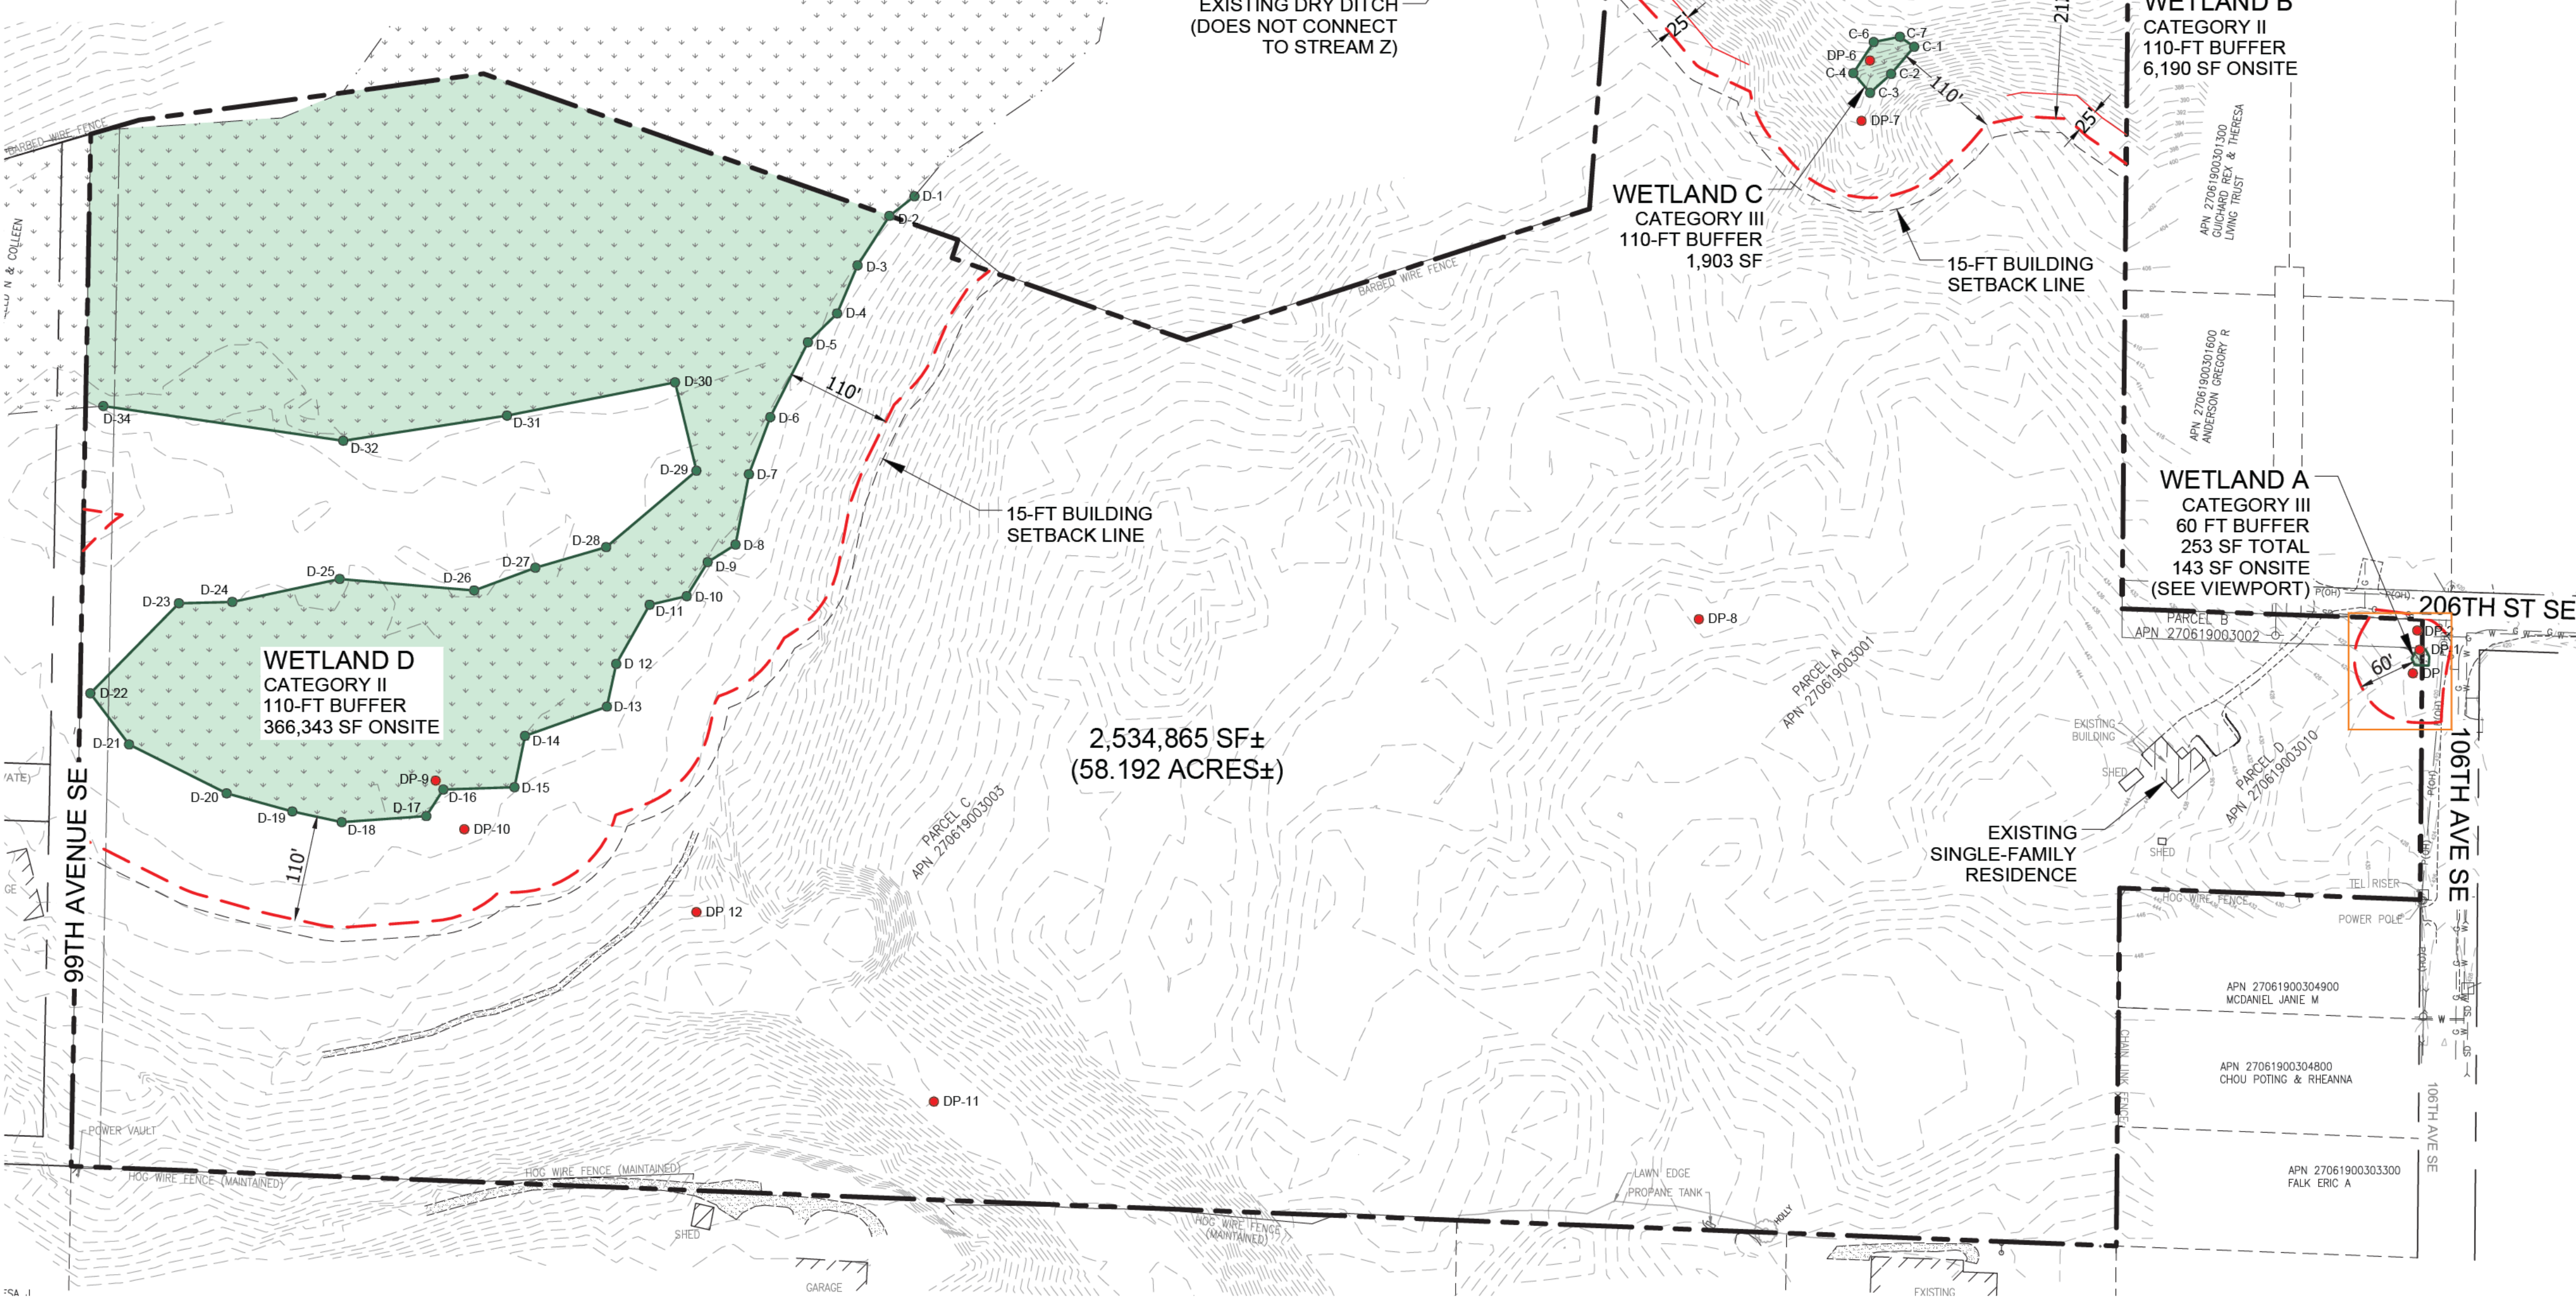 EXISTING DRY DITCH
(DOES NOT CONNECT
TO STREAM Z)
25'
C-6
C-7
C-1
DP-6
C-4
C-2
C-3
110'
DP-7
25'
WETLAND B
CATEGORY II
110-FT BUFFER
6,190 SF ONSITE
APN 27061900301300
GUICHARD REX & THERESA
LIVING TRUST
WETLAND C
CATEGORY III
110-FT BUFFER
1,903 SF
15-FT BUILDING
SETBACK LINE
BARBED WIRE FENCE
BARBED WIRE FENCE
N & COLLEEN
D-1
D-2
D-3
D-4
D-5
D-6
D-7
D-8
D-9
D-10
D-11
D 12
D-13
D-14
D-15
D-16
D-17
D-18
D-19
D-20
D-21
D-22
D-23
D-24
D-25
D-26
D-27
D-28
D-29
D-30
D-31
D-32
D-34
110'
15-FT BUILDING
SETBACK LINE
WETLAND D
CATEGORY II
110-FT BUFFER
366,343 SF ONSITE
DP-9
DP-10
110'
DP 12
DP-11
DP-8
99TH AVENUE SE
2,534,865 SF±
(58.192 ACRES±)
PARCEL C
APN 270619003003
PARCEL A
APN 270619003001
APN 27061900301600
ANDERSON GREGORY R
WETLAND A
CATEGORY III
60 FT BUFFER
253 SF TOTAL
143 SF ONSITE
(SEE VIEWPORT)
206TH ST SE
PARCEL B
APN 270619003002
DP-2
DP-1
DP
60'
106TH AVE SE
EXISTING
BUILDING
SHED
PARCEL D
APN 270619003010
EXISTING
SINGLE-FAMILY
RESIDENCE
SHED
TEL RISER
HOG WIRE FENCE
POWER POLE
APN 27061900304900
MCDANIEL JANIE M
CHAIN LINK FENCE
APN 27061900304800
CHOU POTING & RHEANNA
106TH AVE SE
APN 27061900303300
FALK ERIC A
POWER VAULT
HOG WIRE FENCE (MAINTAINED)
HOG WIRE FENCE (MAINTAINED)
SHED
GARAGE
HOG WIRE FENCE
(MAINTAINED)
LAWN EDGE
PROPANE TANK
HOLLY
EXISTING